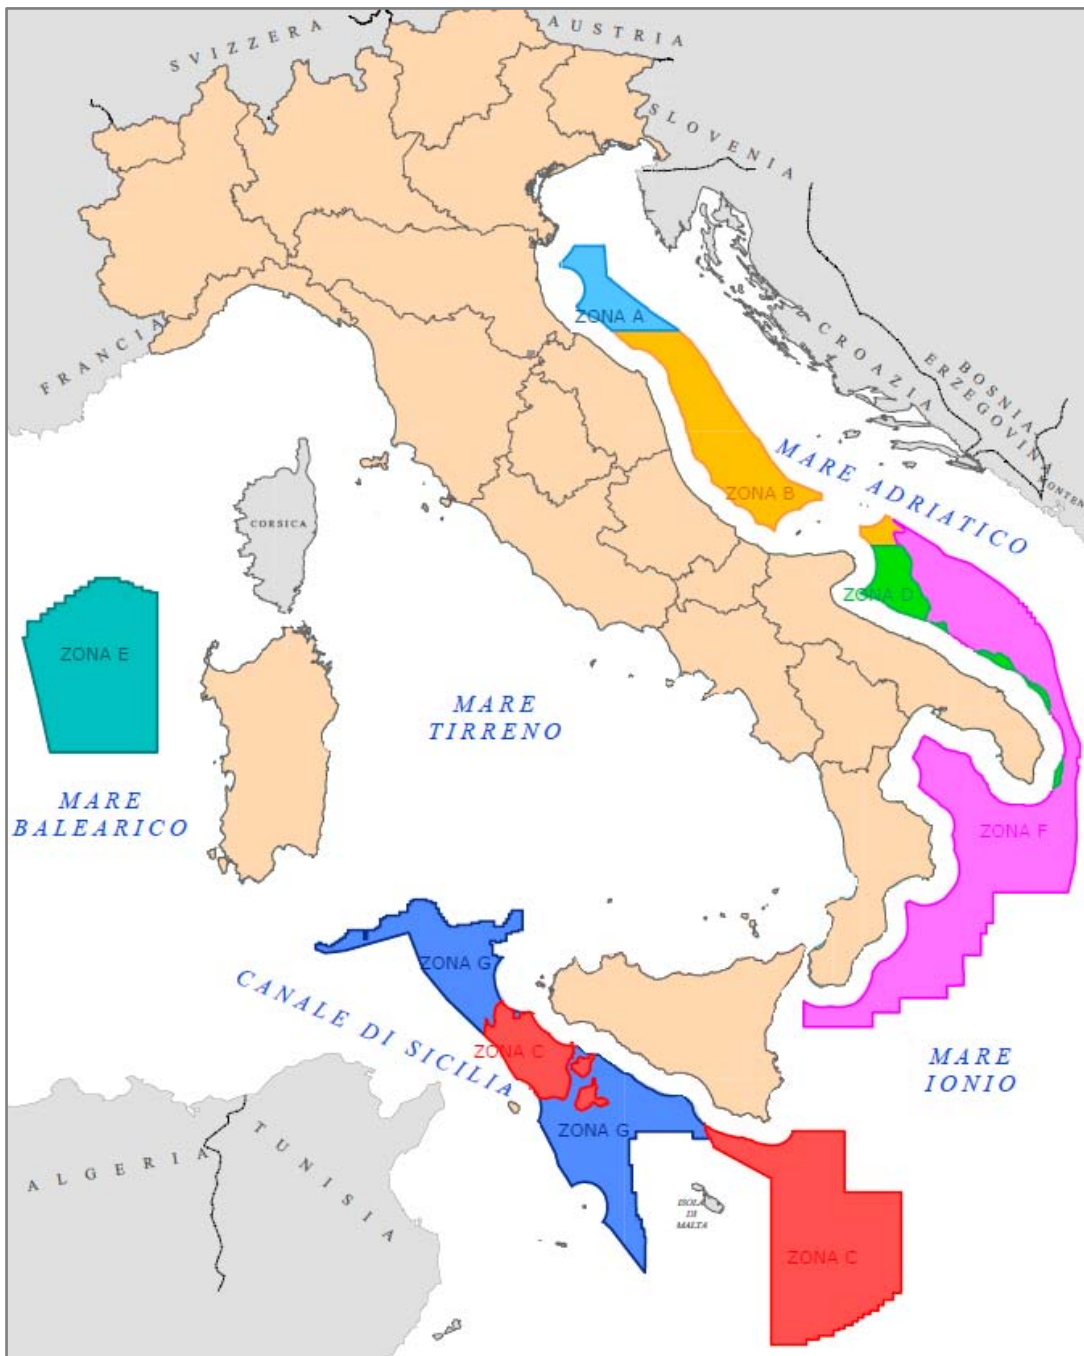 SVIZZERA
AUSTRIA
SLOVENIA
FRANCIA
ZONA A
CROAZIA
BOSNIA
ERZEGOVINA
ZONA B
MARE ADRIATICO
CORSICA
ZONA D
ZONA E
MARE
TIRRENO
MARE
BALEARICO
ZONA F
ZONA G
CANALE DI SICILIA
ZONA C
MARE
IONIO
ZONA G
ALGERIA
TUNISIA
ISOLA
DI
MALTA
ZONA C